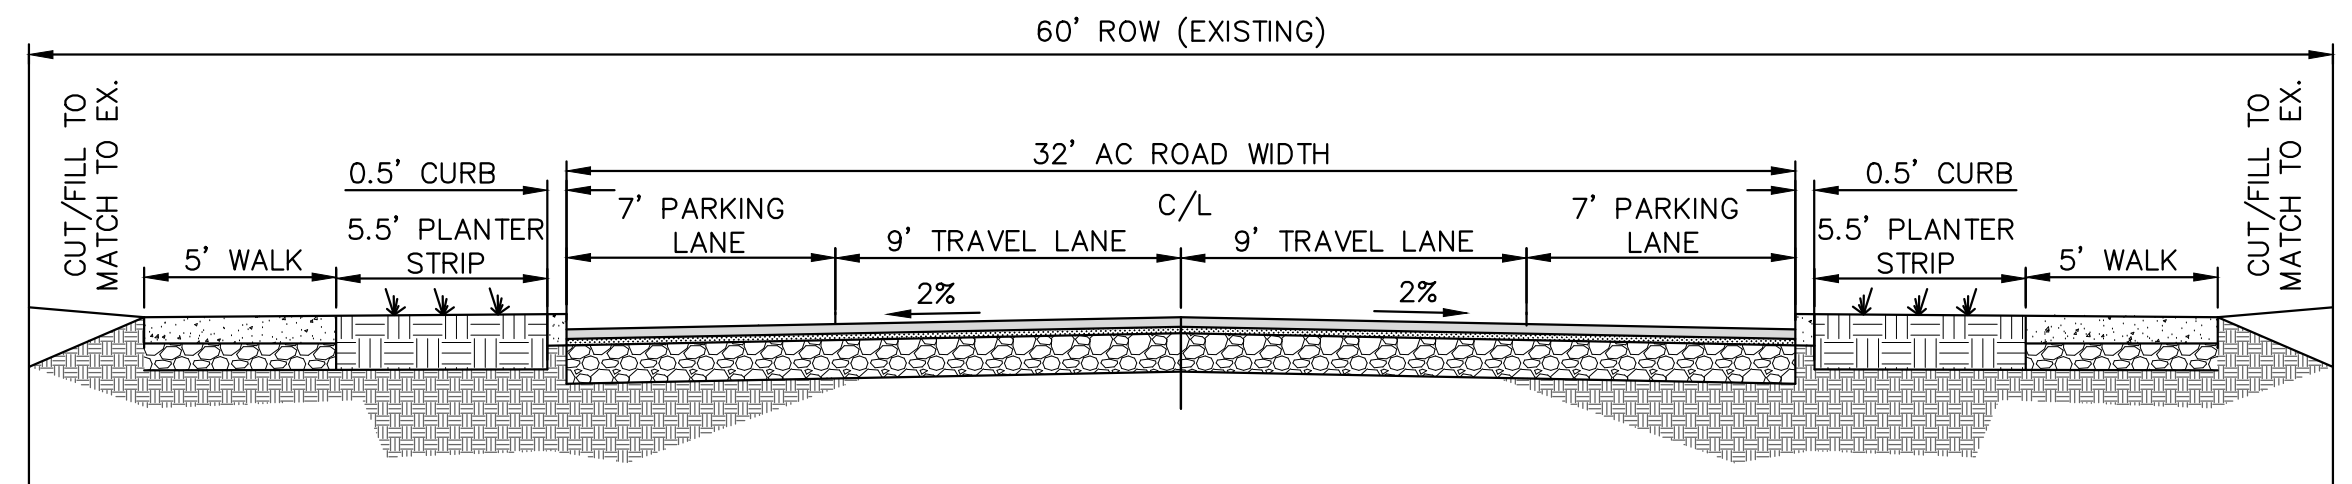 60' ROW (EXISTING)
CUT/FILL TO
MATCH TO EX.
32' AC ROAD WIDTH
0.5' CURB
0.5' CURB
C/L
7' PARKING
LANE
7' PARKING
LANE
5.5' PLANTER
STRIP
5.5' PLANTER
STRIP
9' TRAVEL LANE
9' TRAVEL LANE
5' WALK
5' WALK
2%
2%
CUT/FILL TO
MATCH TO EX.